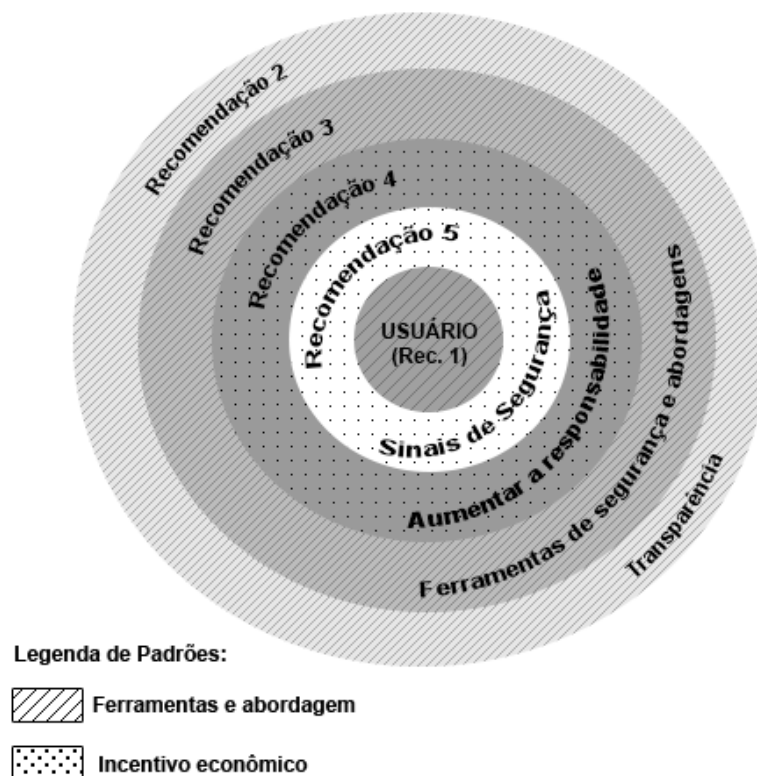 Recomendação 2
Recomendação 3
Recomendação 4
Recomendação 5
USUÁRIO
(Rec. 1)
Sinais de Segurança
Aumentar a responsabilidade
Ferramentas de segurança e abordagens
Transparência
Legenda de Padrões:
Ferramentas e abordagem
Incentivo econômico